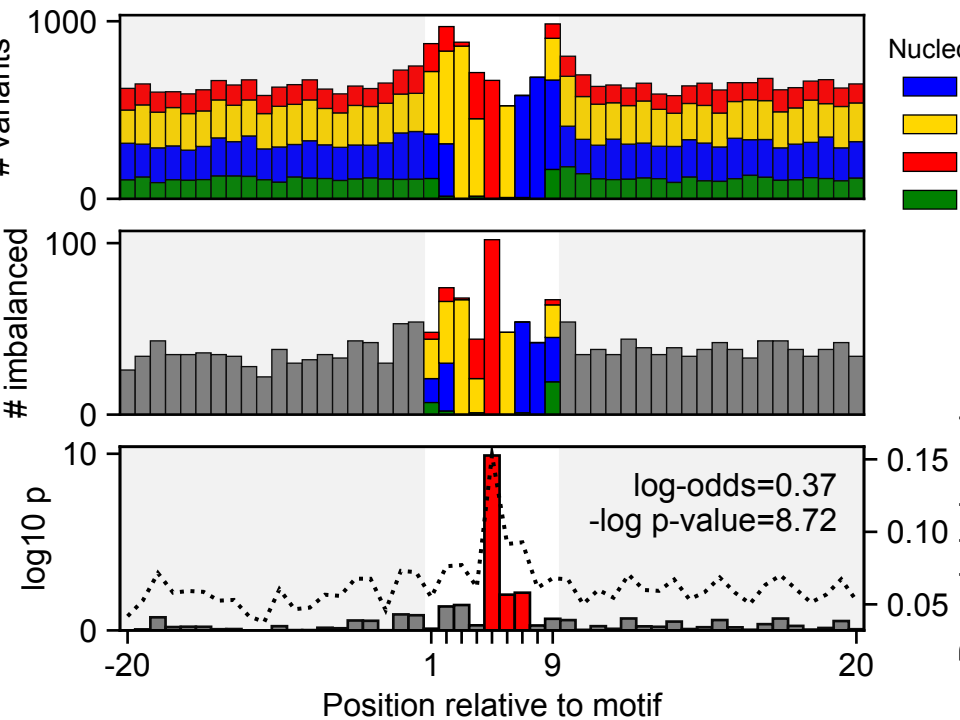 1000
0
# variants
Nuclec
100
0
# imbalanced
10
0
log10 p
log-odds=0.37
-log p-value=8.72
0.15
0.10
0.05
-20 1 9 20
Position relative to motif